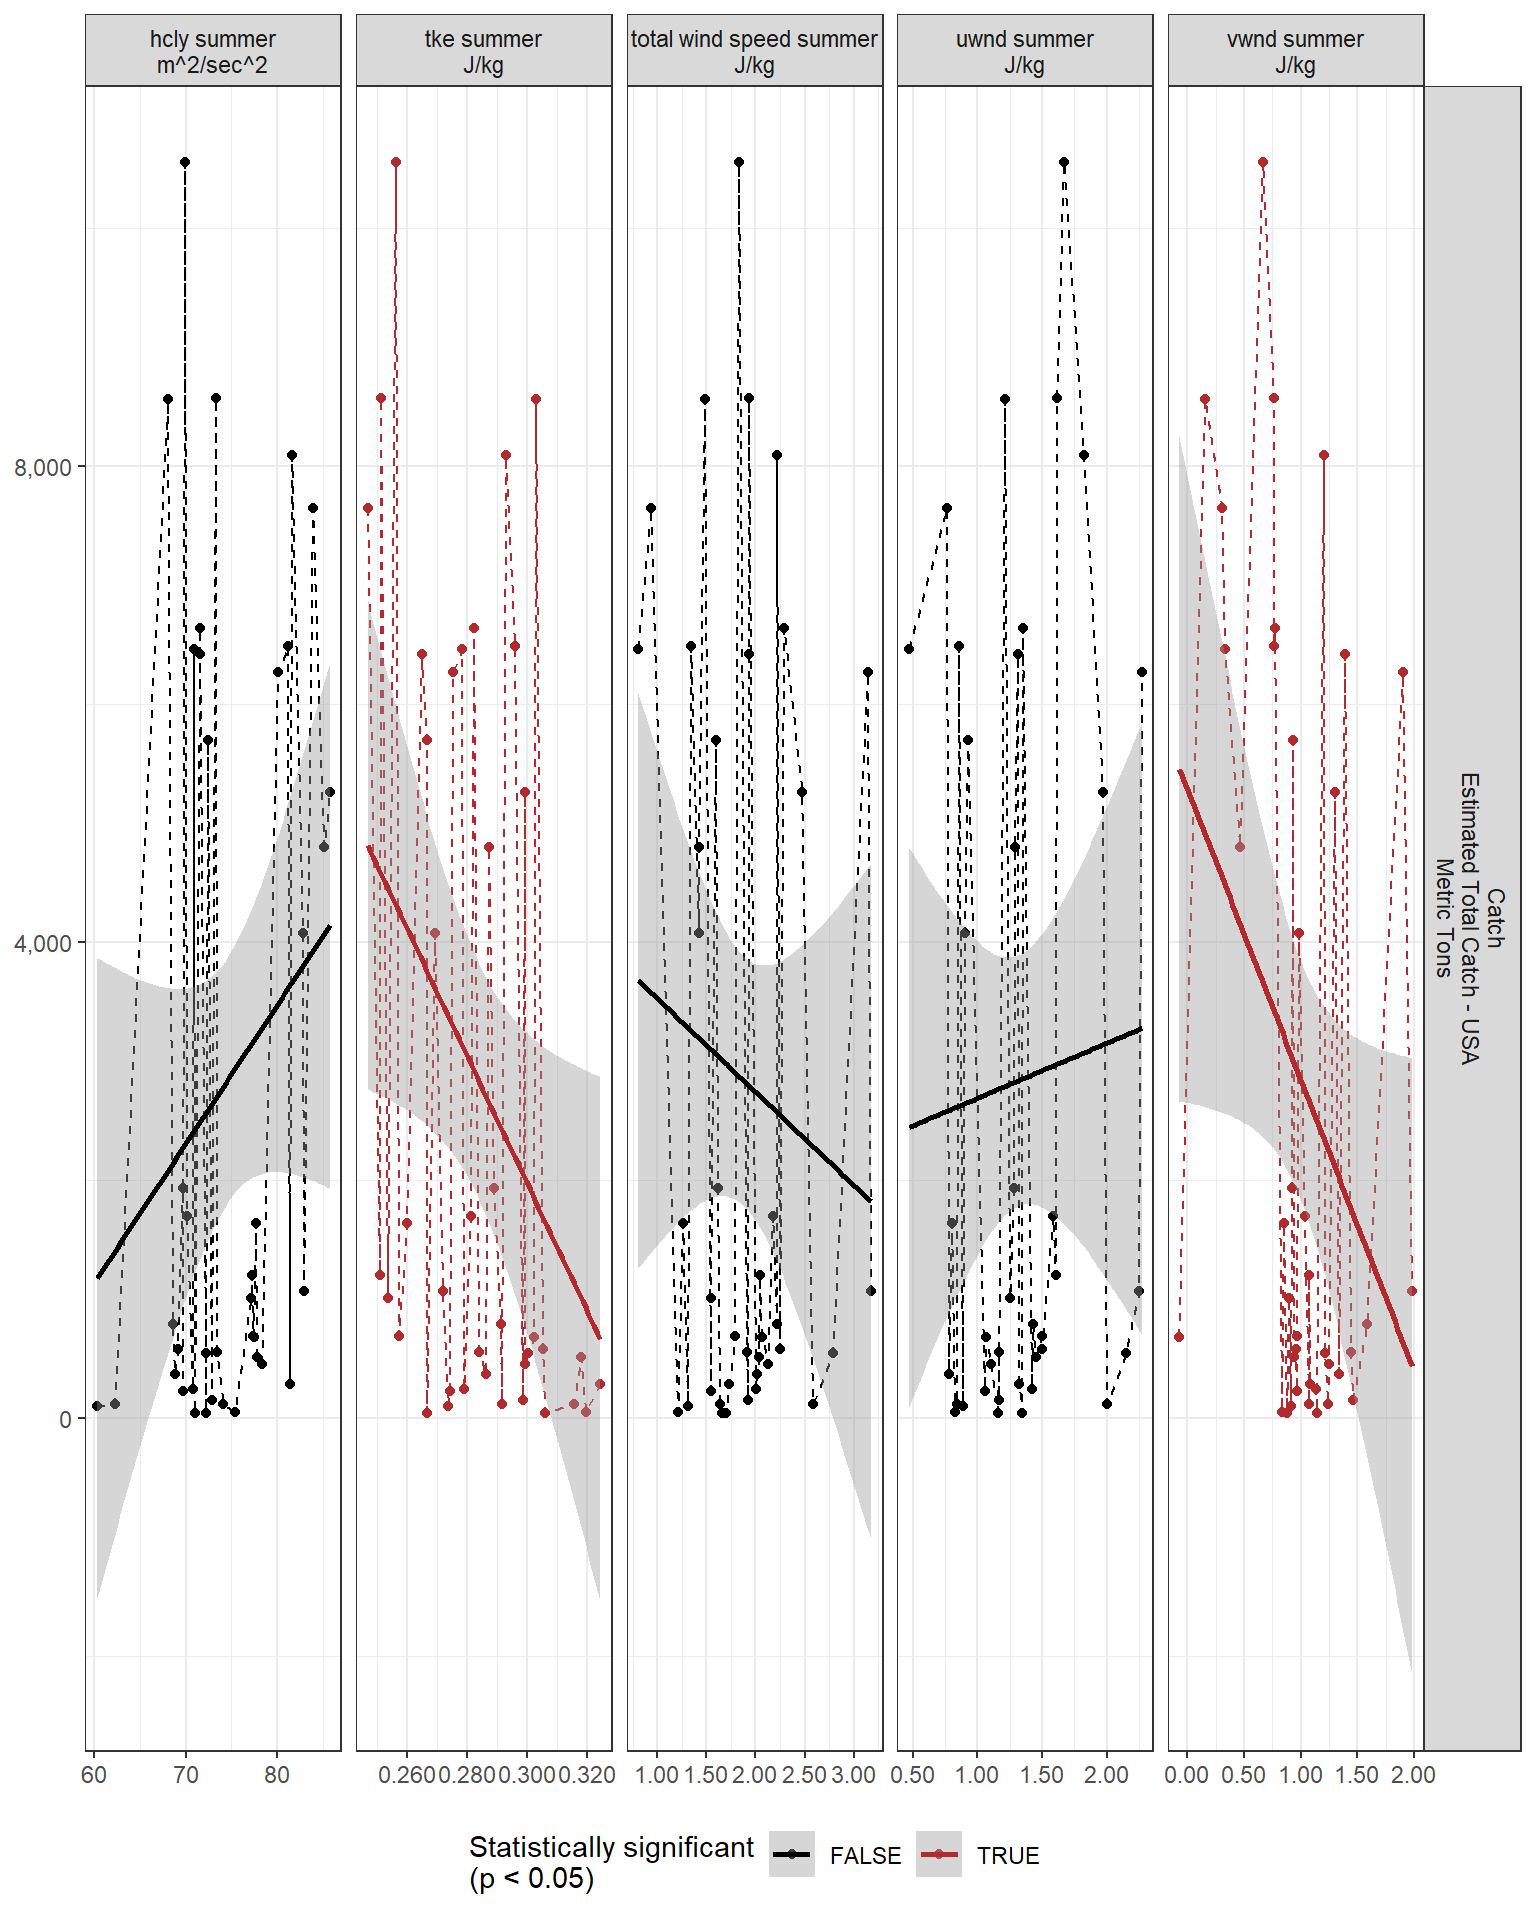 hcly summer
m^2/sec^2
tke summer
J/kg
total wind speed summer
J/kg
uwnd summer
J/kg
vwnd summer
J/kg
8,000
4,000
0
Catch
Estimated Total Catch - USA
Metric Tons
60 70 80
0.260 0.280 0.300 0.320
1.00 1.50 2.00 2.50 3.00
0.50 1.00 1.50 2.00
0.00 0.50 1.00 1.50 2.00
Statistically significant
(p < 0.05)
FALSE
TRUE